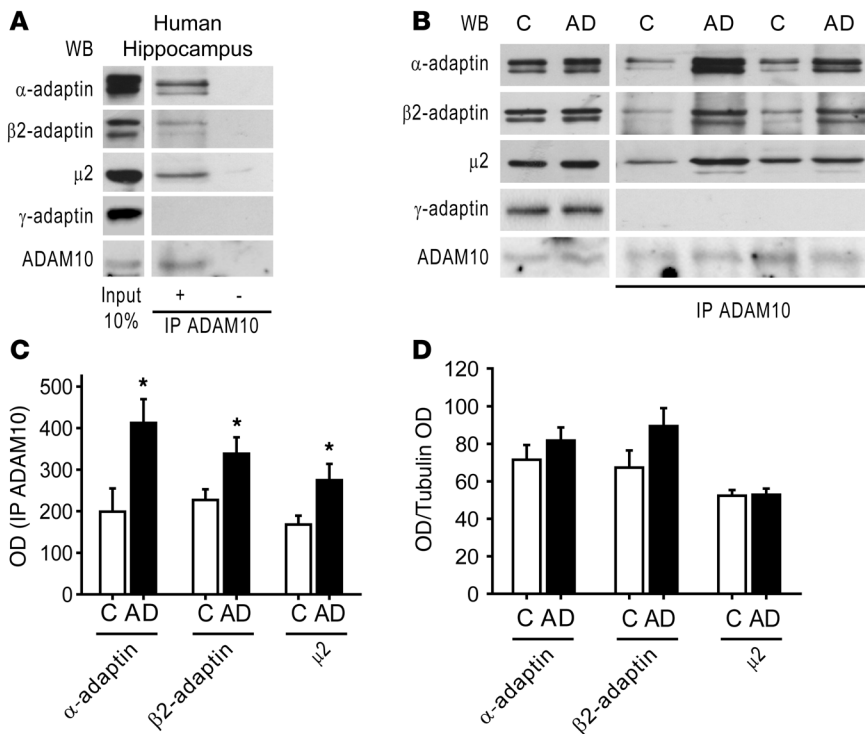 A
Human
WB Hippocampus
α-adaptin
β2-adaptin
μ2
γ-adaptin
ADAM10
Input + -
10% IP ADAM10
B
WB C AD C AD C AD
α-adaptin
β2-adaptin
μ2
γ-adaptin
ADAM10
IP ADAM10
C
OD (IP ADAM10)
500
400
300
200
100
0
* * *
C AD C AD C AD
α-adaptin β2-adaptin μ2
D
OD/Tubulin OD
120
100
80
60
40
20
0
C AD C AD C AD
α-adaptin β2-adaptin μ2